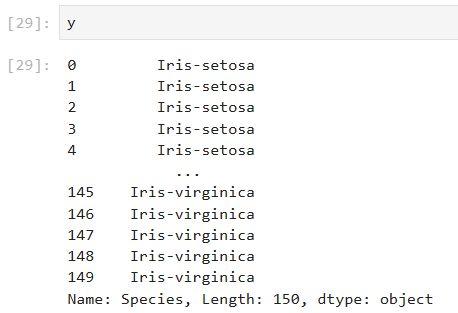 [29]: y
[29]: 0 Iris-setosa
1 Iris-setosa
2 Iris-setosa
3 Iris-setosa
4 Iris-setosa
...
145 Iris-virginica
146 Iris-virginica
147 Iris-virginica
148 Iris-virginica
149 Iris-virginica
Name: Species, Length: 150, dtype: object